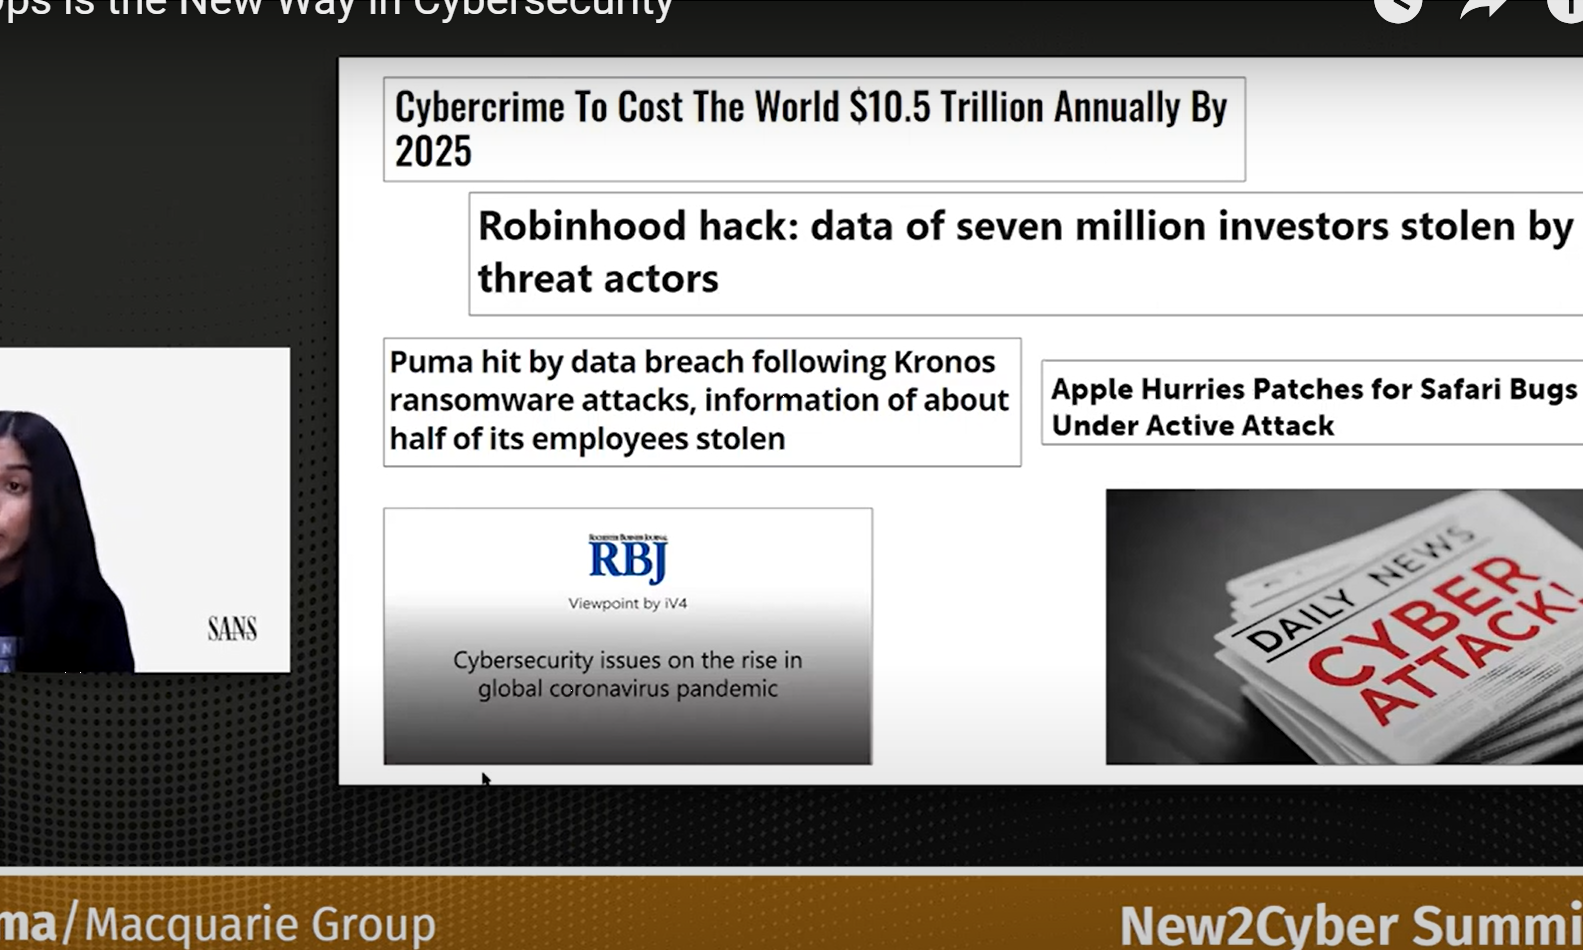 Ops is the New Way in Cybersecurity
Cybercrime To Cost The World $10.5 Trillion Annually By
2025
Robinhood hack: data of seven million investors stolen by
threat actors
Puma hit by data breach following Kronos
ransomware attacks, information of about
half of its employees stolen
Apple Hurries Patches for Safari Bugs
Under Active Attack
ROCHESTER BUSINESS JOURNAL
RBJ
Viewpoint by iV4
Cybersecurity issues on the rise in
global coronavirus pandemic
DAILY NEWS
CYBER
ATTACK!
SANS
ma/Macquarie Group
New2Cyber Summi